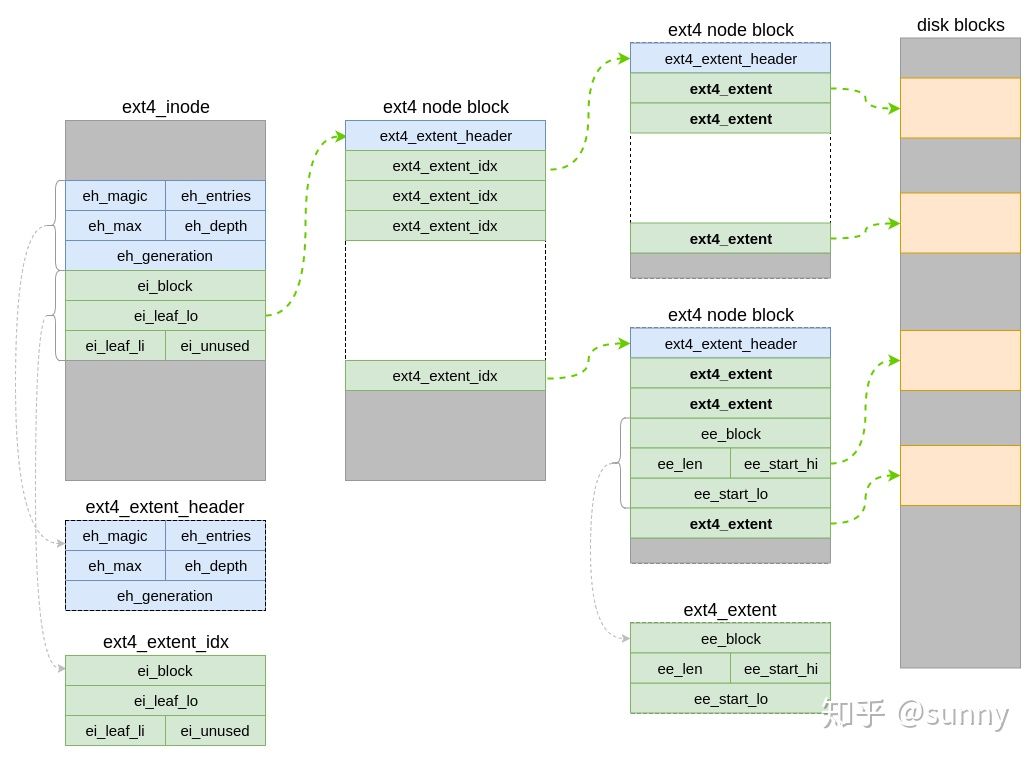 ext4_inode
eh_magic eh_entries
eh_max eh_depth
eh_generation
ei_block
ei_leaf_lo
ei_leaf_li ei_unused
ext4_extent_header
eh_magic eh_entries
eh_max eh_depth
eh_generation
ext4_extent_idx
ei_block
ei_leaf_lo
ei_leaf_li ei_unused
ext4 node block
ext4_extent_header
ext4_extent_idx
ext4_extent_idx
ext4_extent_idx
ext4_extent_idx
ext4 node block
ext4_extent_header
ext4_extent
ext4_extent
ext4_extent
ext4 node block
ext4_extent_header
ext4_extent
ext4_extent
ee_block
ee_len ee_start_hi
ee_start_lo
ext4_extent
ext4_extent
ee_block
ee_len ee_start_hi
ee_start_lo
disk blocks
知乎 @sunny